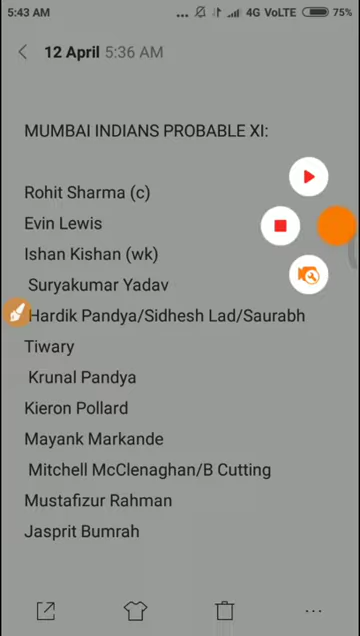 5:43 AM ... 4G VoLTE 75%
12 April 5:36 AM
MUMBAI INDIANS PROBABLE XI:
Rohit Sharma (c)
Evin Lewis
Ishan Kishan (wk)
Suryakumar Yadav
Hardik Pandya/Sidhesh Lad/Saurabh
Tiwary
Krunal Pandya
Kieron Pollard
Mayank Markande
Mitchell McClenaghan/B Cutting
Mustafizur Rahman
Jasprit Bumrah